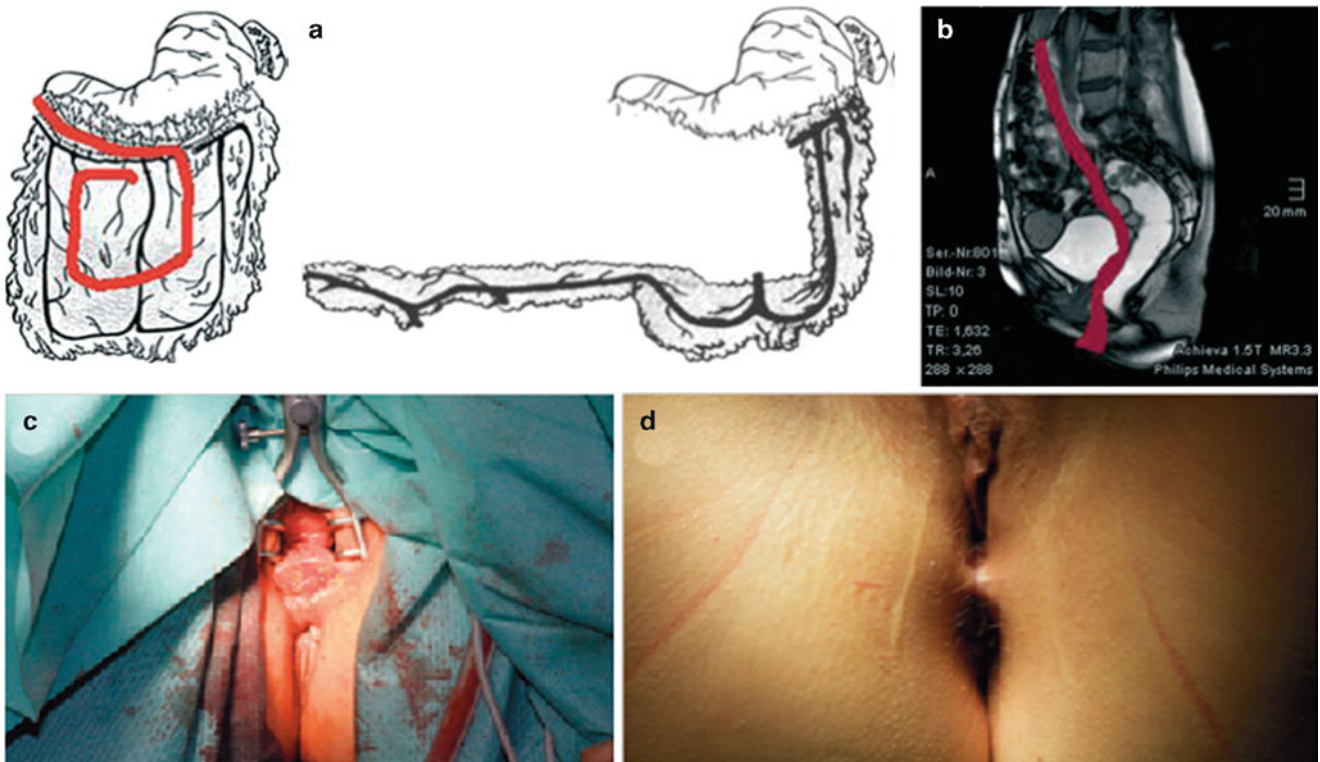 a
b
A
20 mm
Ser.-Nr:801
Bild-Nr: 3
SL:10
TP: 0
TE: 1,632
TR: 3,26
288 ×288
Achieva 1.5T MR3.3
Philips Medical Systems
c
d